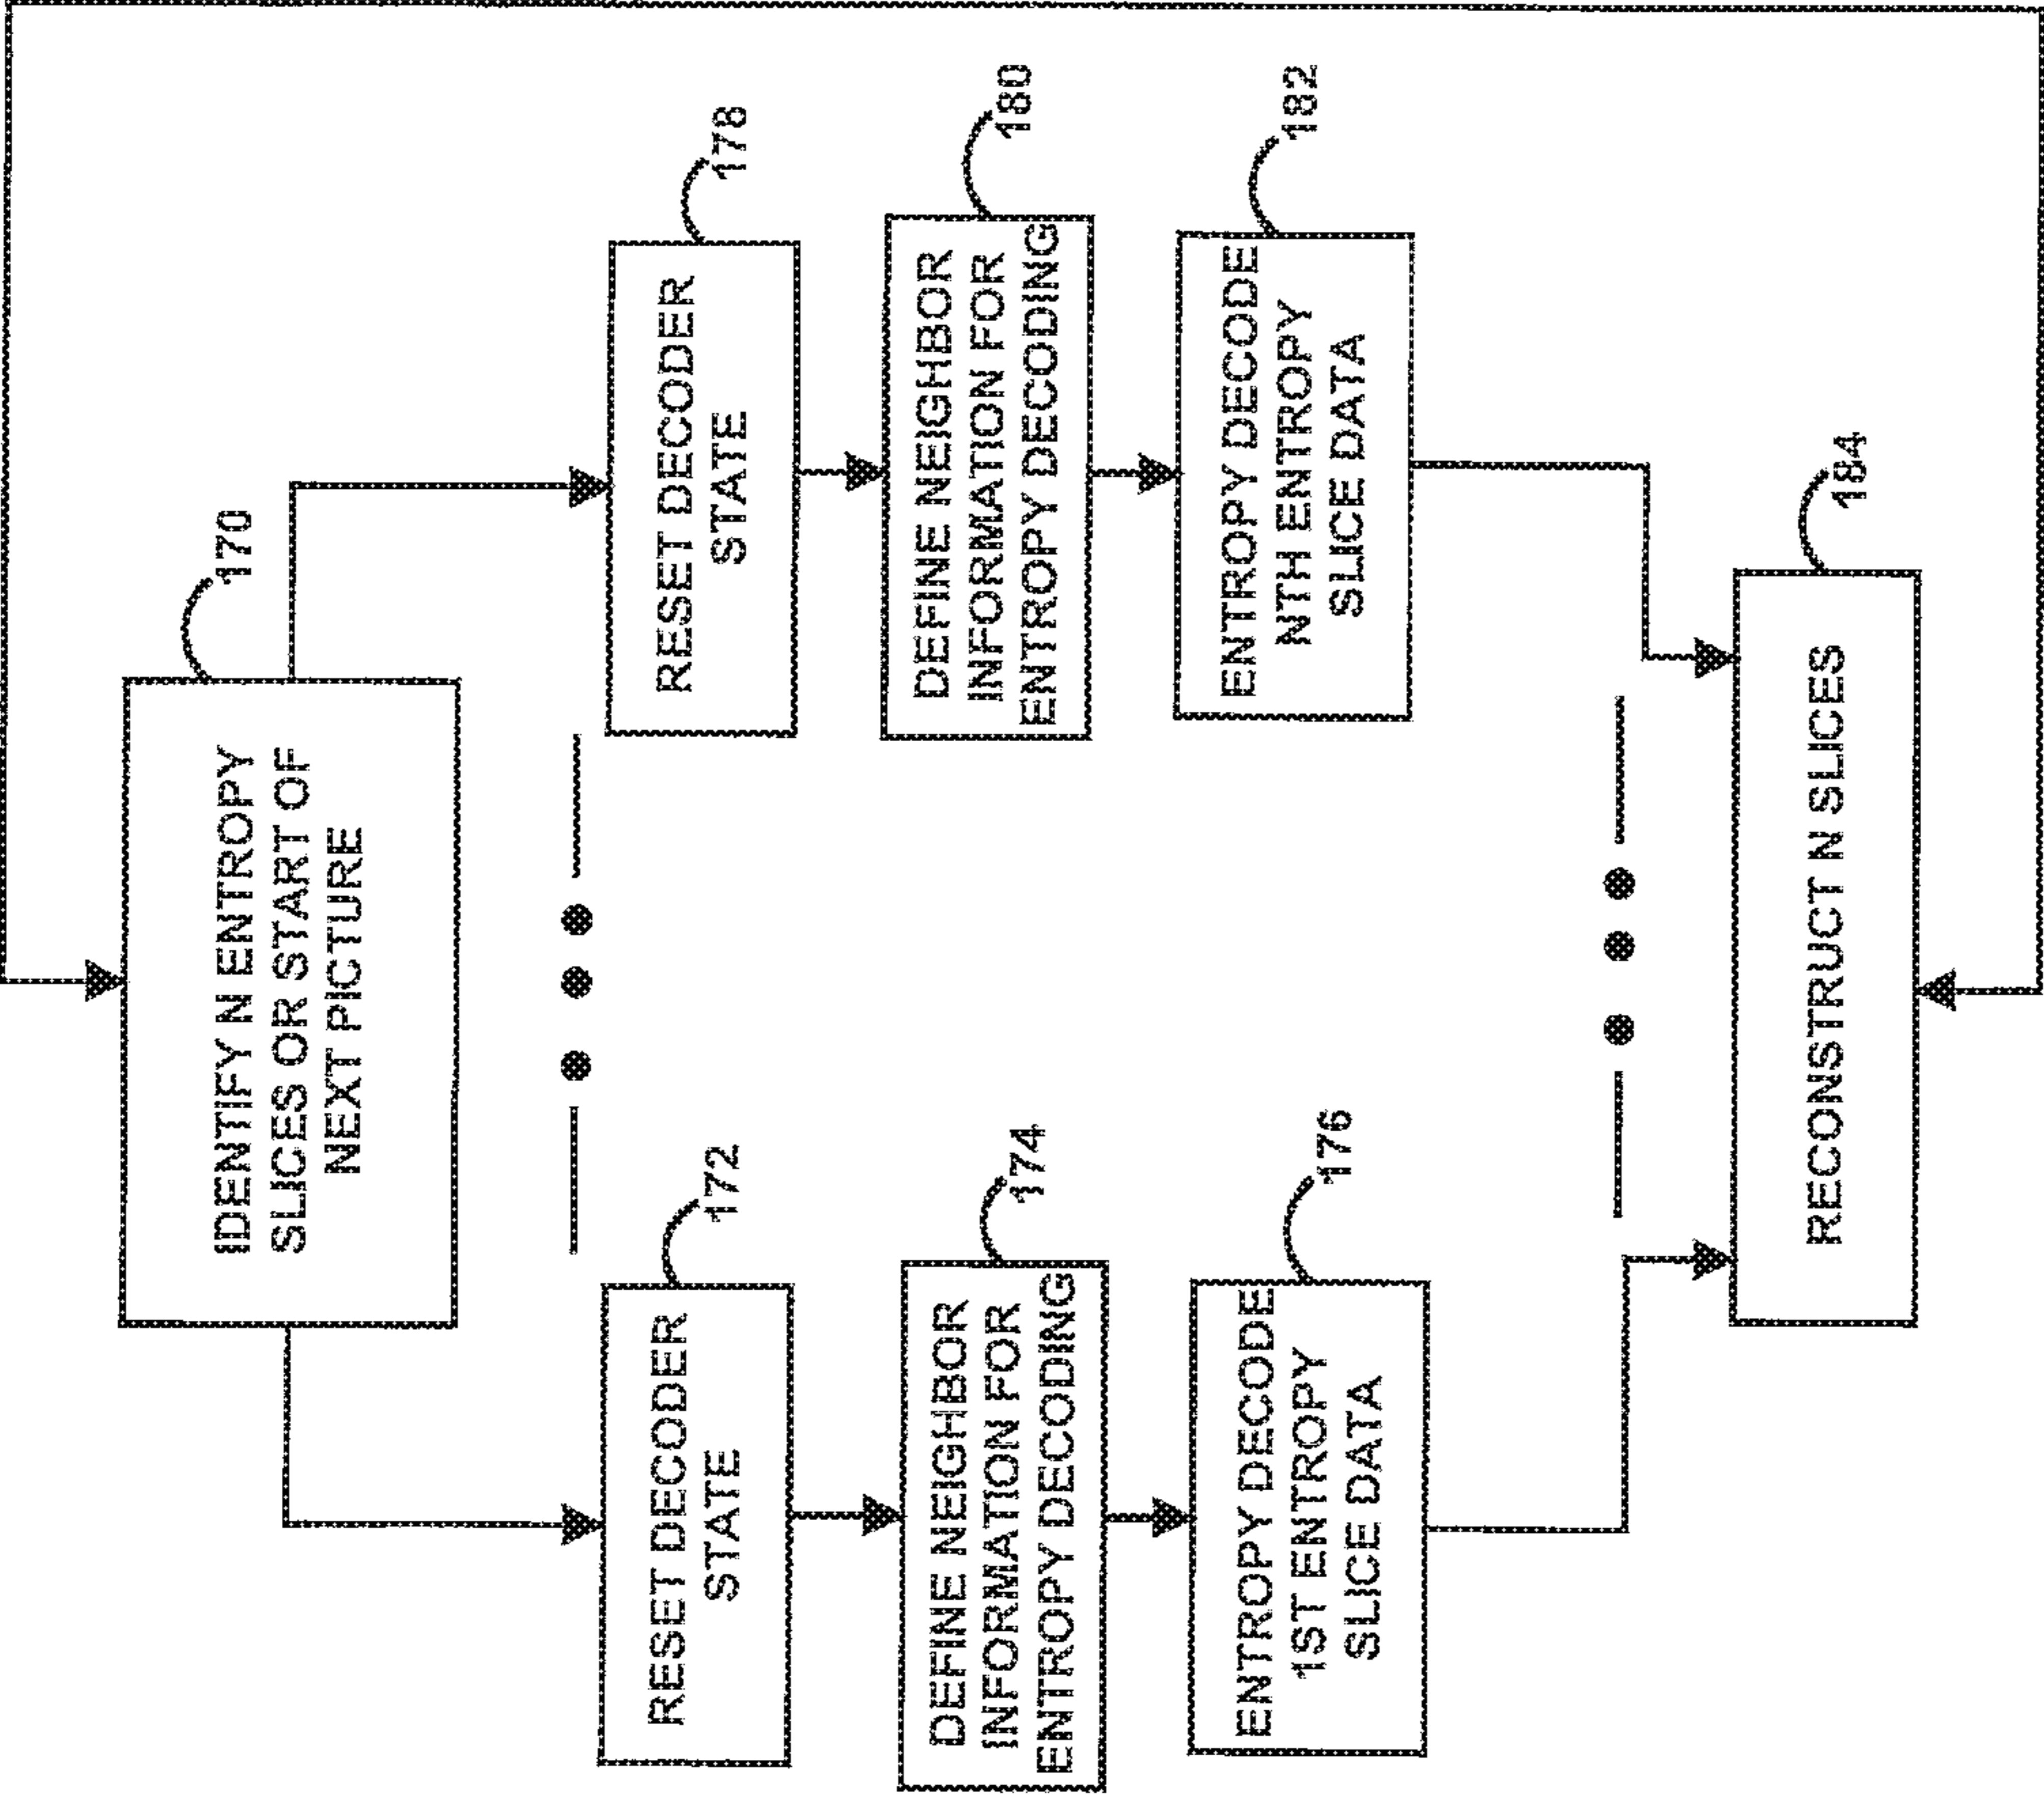 170
IDENTIFY N ENTROPY
SLICES OR START OF
NEXT PICTURE
172
RESET DECODER
STATE
174
DEFINE NEIGHBOR
INFORMATION FOR
ENTROPY DECODING
176
ENTROPY DECODE
1ST ENTROPY
SLICE DATA
178
RESET DECODER
STATE
180
DEFINE NEIGHBOR
INFORMATION FOR
ENTROPY DECODING
182
ENTROPY DECODE
NTH ENTROPY
SLICE DATA
184
RECONSTRUCT N SLICES